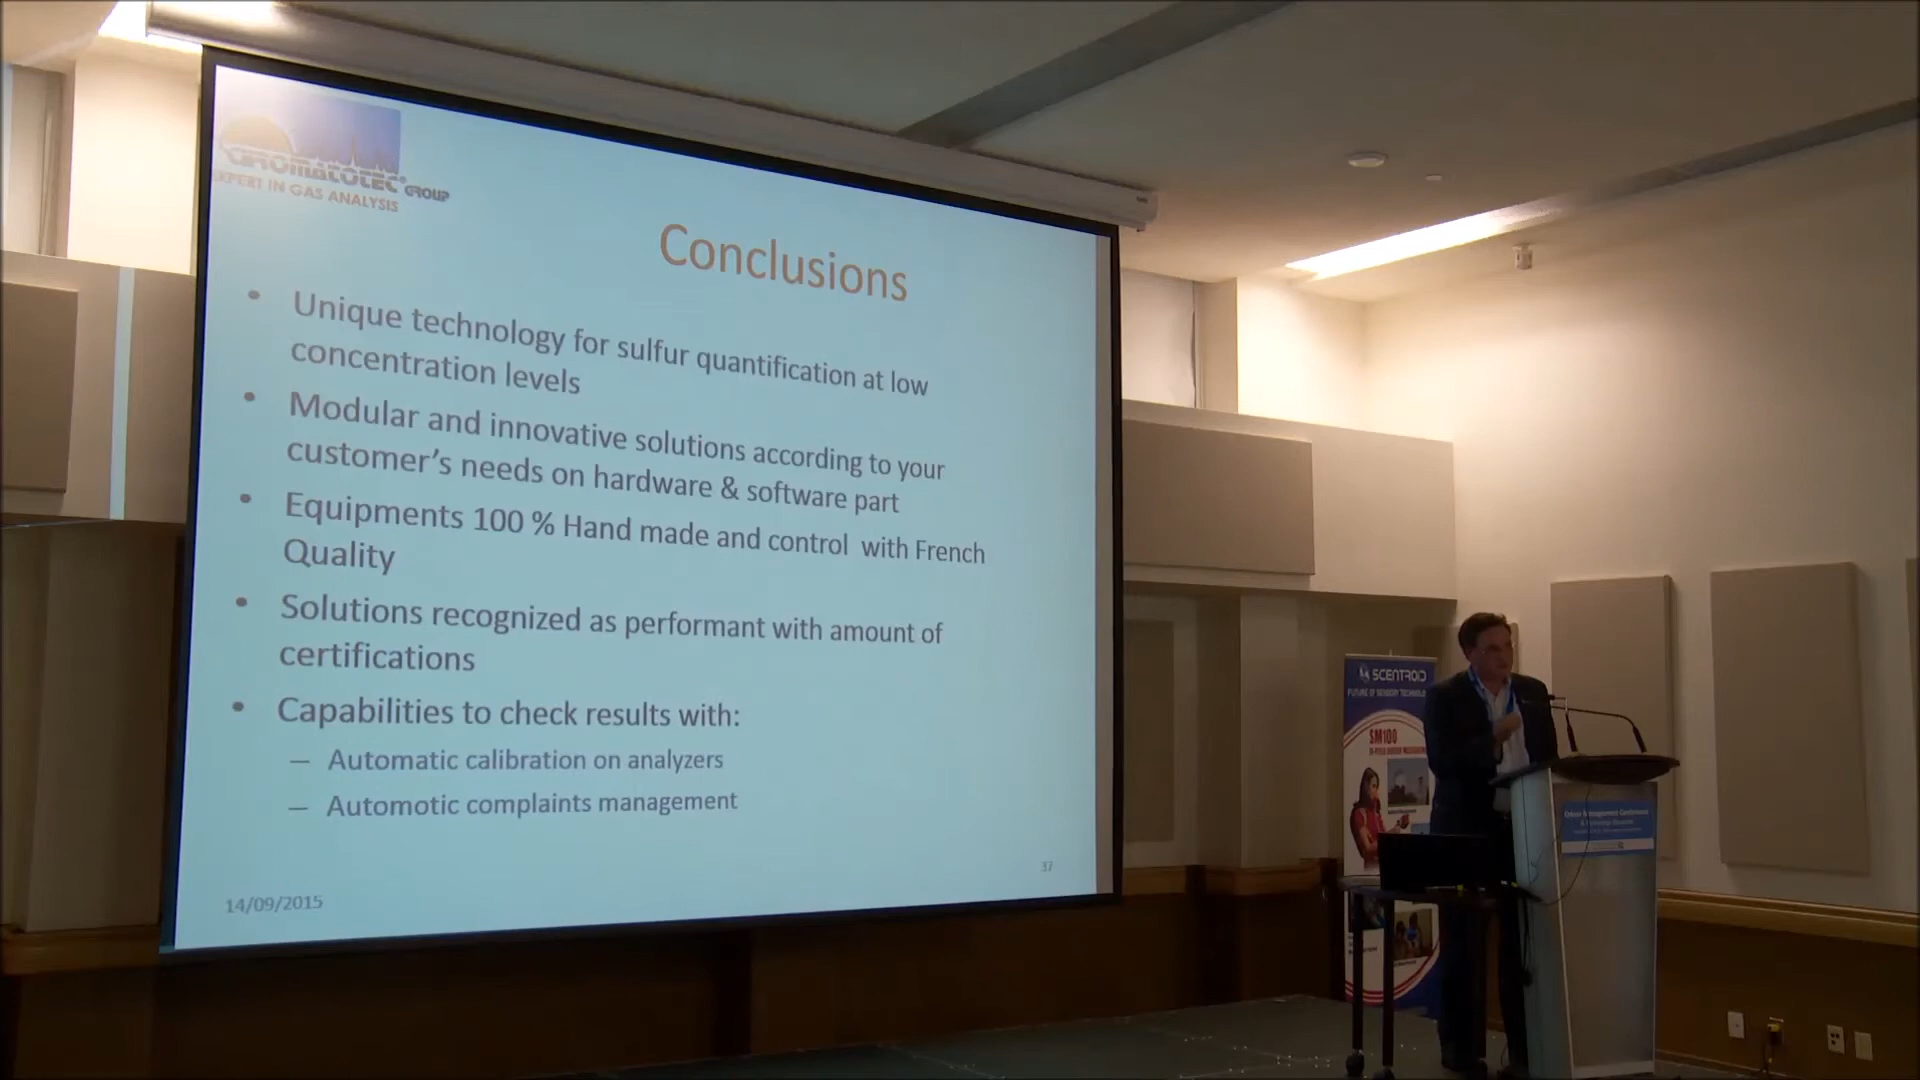 CHROMATOTEC GROUP
EXPERT IN GAS ANALYSIS
Conclusions
• Unique technology for sulfur quantification at low
concentration levels
• Modular and innovative solutions according to your
customer’s needs on hardware & software part
• Equipments 100 % Hand made and control with French
Quality
• Solutions recognized as performant with amount of
certifications
• Capabilities to check results with:
– Automatic calibration on analyzers
– Automotic complaints management
37
14/09/2015
SCENTROID
FUTURE OF SENSORY TECHNOLOGY
SM100
Odour Management Conference